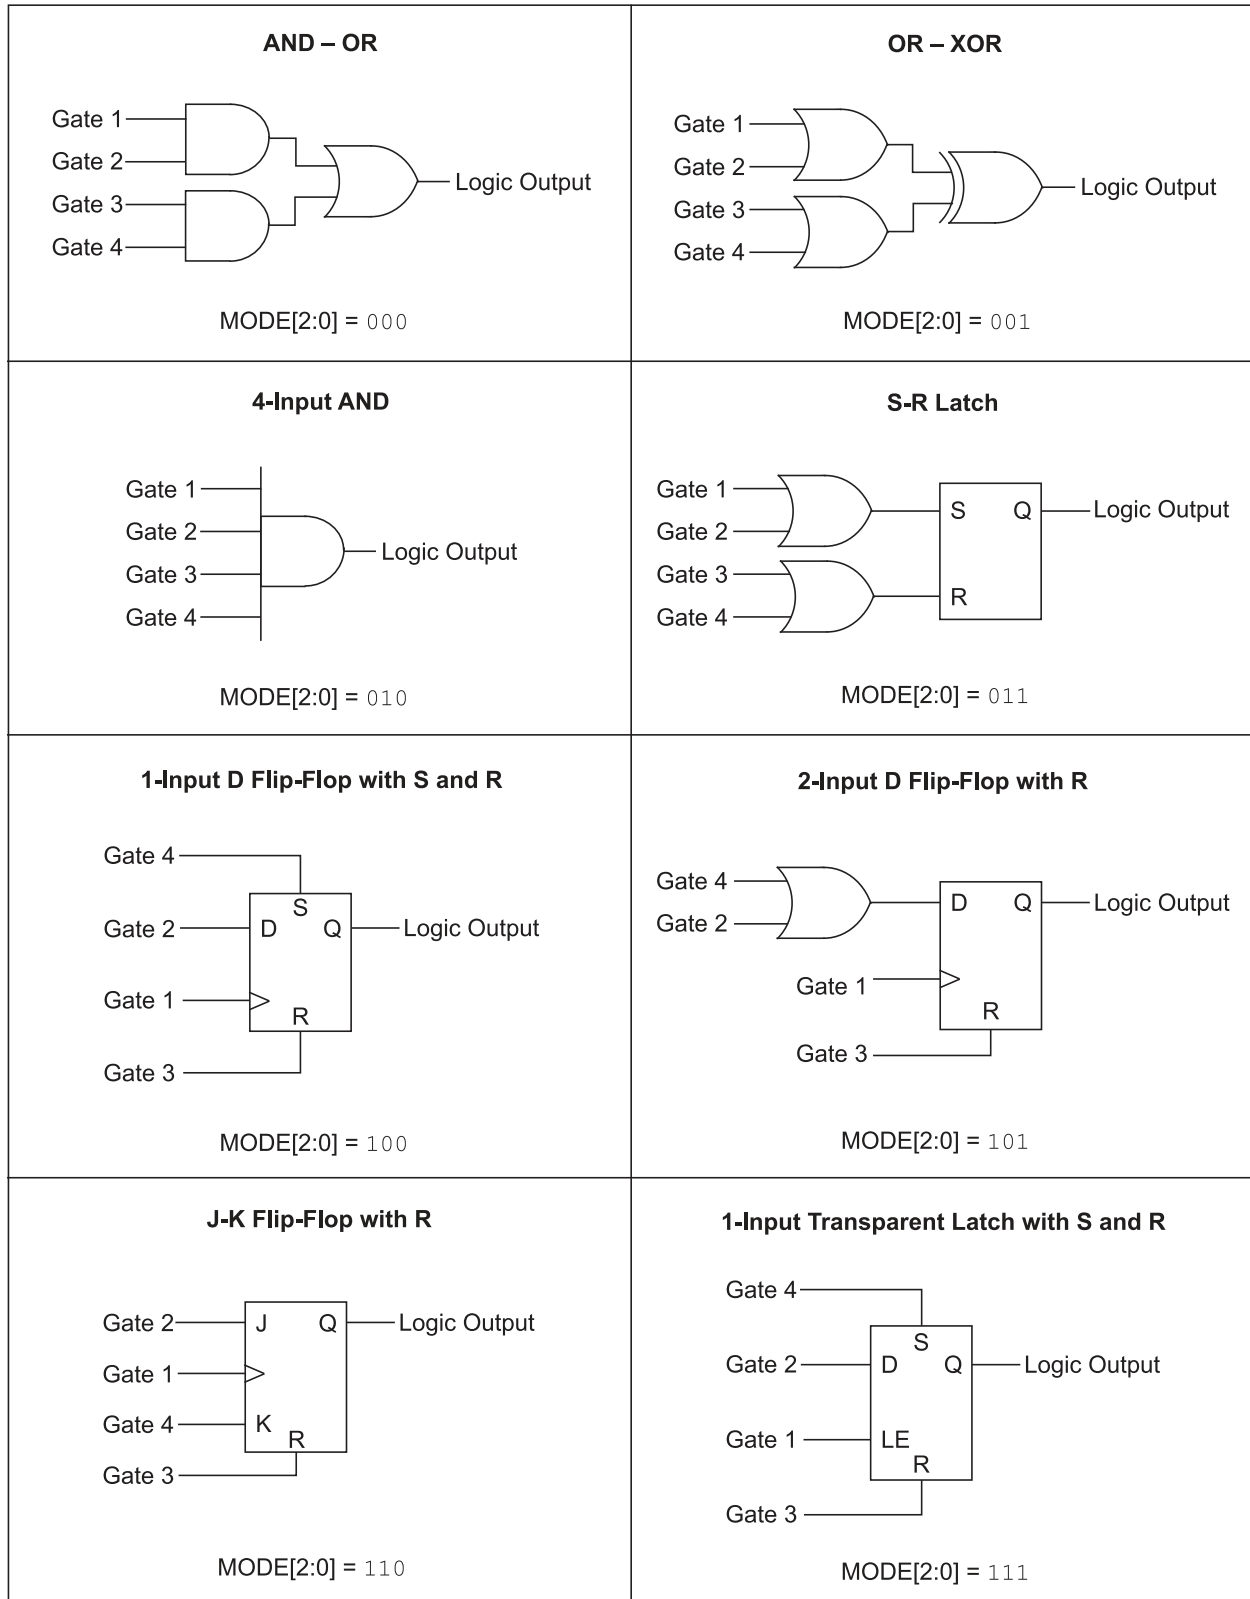 AND – OR
Gate 1
Gate 2
Gate 3
Gate 4
Logic Output
MODE[2:0] = 000
OR – XOR
Gate 1
Gate 2
Gate 3
Gate 4
Logic Output
MODE[2:0] = 001
4-Input AND
Gate 1
Gate 2
Gate 3
Gate 4
Logic Output
MODE[2:0] = 010
S-R Latch
Gate 1
Gate 2
Gate 3
Gate 4
S Q
R
Logic Output
MODE[2:0] = 011
1-Input D Flip-Flop with S and R
Gate 4
S
Gate 2
D Q
Logic Output
Gate 1
R
Gate 3
MODE[2:0] = 100
2-Input D Flip-Flop with R
Gate 4
Gate 2
D Q
Logic Output
Gate 1
R
Gate 3
MODE[2:0] = 101
J-K Flip-Flop with R
Gate 2
J Q
Logic Output
Gate 1
Gate 4
K
R
Gate 3
MODE[2:0] = 110
1-Input Transparent Latch with S and R
Gate 4
S
Gate 2
D Q
Logic Output
Gate 1
LE
R
Gate 3
MODE[2:0] = 111